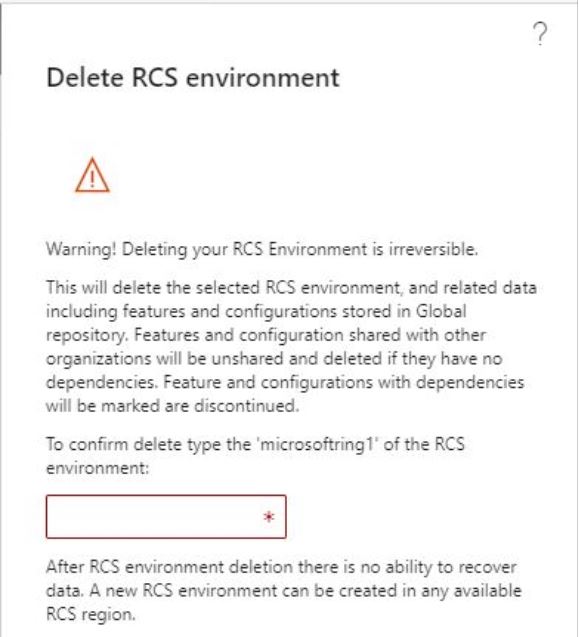 ?
Delete RCS environment
!
Warning! Deleting your RCS Environment is irreversible.
This will delete the selected RCS environment, and related data
including features and configurations stored in Global
repository. Features and configuration shared with other
organizations will be unshared and deleted if they have no
dependencies. Feature and configurations with dependencies
will be marked are discontinued.
To confirm delete type the 'microsoftring1' of the RCS
environment:
*
After RCS environment deletion there is no ability to recover
data. A new RCS environment can be created in any available
RCS region.